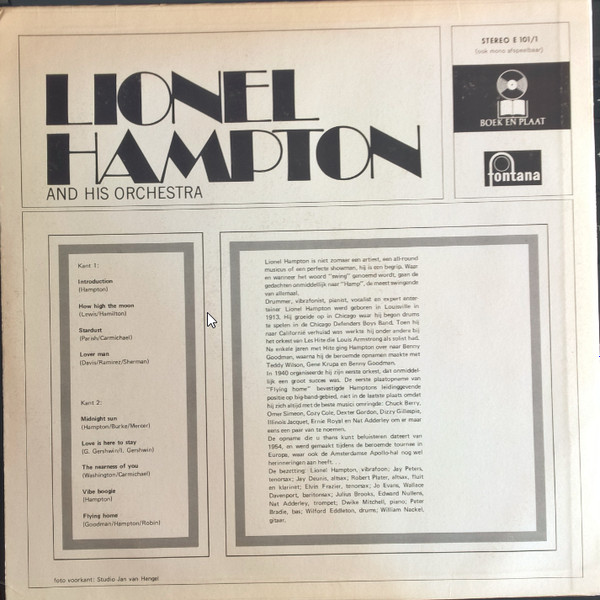 LIONEL
HAMPTON
AND HIS ORCHESTRA
STEREO E 101/1
(ook mono afspeelbaar)
BOEK EN PLAAT
fontana
Kant 1:
Introduction
(Hampton)
How high the moon
(Lewis/Hamilton)
Stardust
(Parish/Carmichael)
Lover man
(Davis/Ramirez/Sherman)
Kant 2:
Midnight sun
(Hampton/Burke/Mercer)
Love is here to stay
(G. Gershwin/I. Gershwin)
The nearness of you
(Washington/Carmichael)
Vibe boogie
(Hampton)
Flying home
(Goodman/Hampton/Robin)
Lionel Hampton is niet zomaar een artiest, een all-round
musicus of een perfecte showman, hij is een begrip. Waar
en wanneer het woord "swing" genoemd wordt, gaan de
gedachten onmiddellijk naar "Hamp", de meest swingende
van allemaal.
Drummer, vibrafonist, pianist, vocalist en expert enter-
tainer Lionel Hampton werd geboren in Louisville in
1913. Hij groeide op in Chicago waar hij begon drums
te spelen in de Chicago Defenders Boys Band. Toen hij
naar Californië verhuisd was werkte hij onder andere bij
het orkest van Les Hite die Louis Armstrong als solist had.
Na enkele jaren met Hite ging Hampton over naar Benny
Goodman, waarna hij de beroemde opnamen maakte met
Teddy Wilson, Gene Krupa en Benny Goodman.
In 1940 organiseerde hij zijn eerste orkest, dat onmiddel-
lijk een groot succes was. De eerste plaatopname van
"Flying home" bevestigde Hamptons leidinggevende
positie op big-band-gebied, niet in de laatste plaats omdat
hij zich altijd met de beste musici omringde: Chuck Berry,
Omer Simeon, Cozy Cole, Dexter Gordon, Dizzy Gillespie,
Illinois Jacquet, Ernie Royal en Nat Adderley om er maar
eens een paar van te noemen.
De opname die u thans kunt beluisteren dateert van
1954, en werd gemaakt tijdens de beroemde tournee in
Europa, waar ook de Amsterdamse Apollo-hal nog wel
herinneringen aan heeft. . .
De bezetting: Lionel Hampton, vibrafoon; Jay Peters,
tenorsax; Jay Deunis, altsax; Robert Plater, altsax, fluit
en klarinet; Elvin Frazier, tenorsax; Jo Evans, Wallace
Davenport, baritonsax; Julius Brooks, Edward Nullens,
Nat Adderley, trompet; Dwike Mitchell, piano; Peter
Bradie, bas; Wilford Eddleton, drums; William Nackel,
gitaar.
foto voorkant: Studio Jan van Hengel